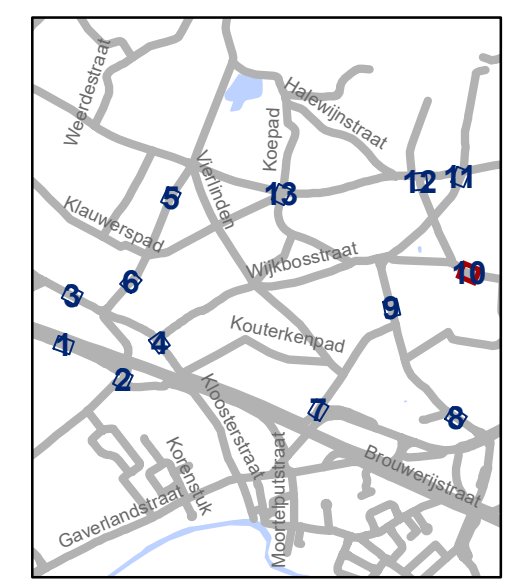 Weerdestraat
Halewijnstraat
Koepad
Vierlinden
11
12
10
13
5
Klauwerspad
Wijkbosstraat
6
3
9
4
1
Kouterkenpad
2
7
8
Kloosterstraat
Korenstuk
Moortelputstraat
Brouwerijstraat
Gaverlandstraat